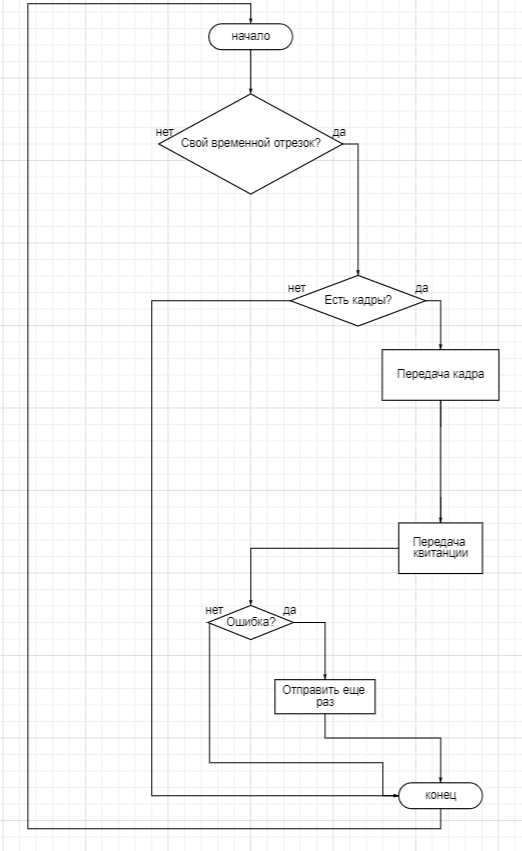 начало
нет
да
Свой временной отрезок?
нет
да
Есть кадры?
Передача кадра
Передача
квитанции
нет
да
Ошибка?
Отправить еще
раз
конец